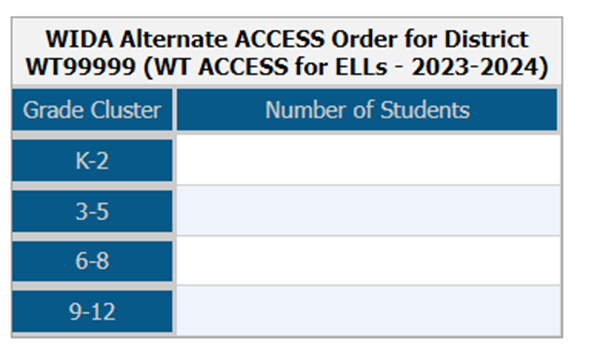 WIDA Alternate ACCESS Order for District
WT99999 (WT ACCESS for ELLs - 2023-2024)
Grade Cluster Number of Students
K-2
3-5
6-8
9-12